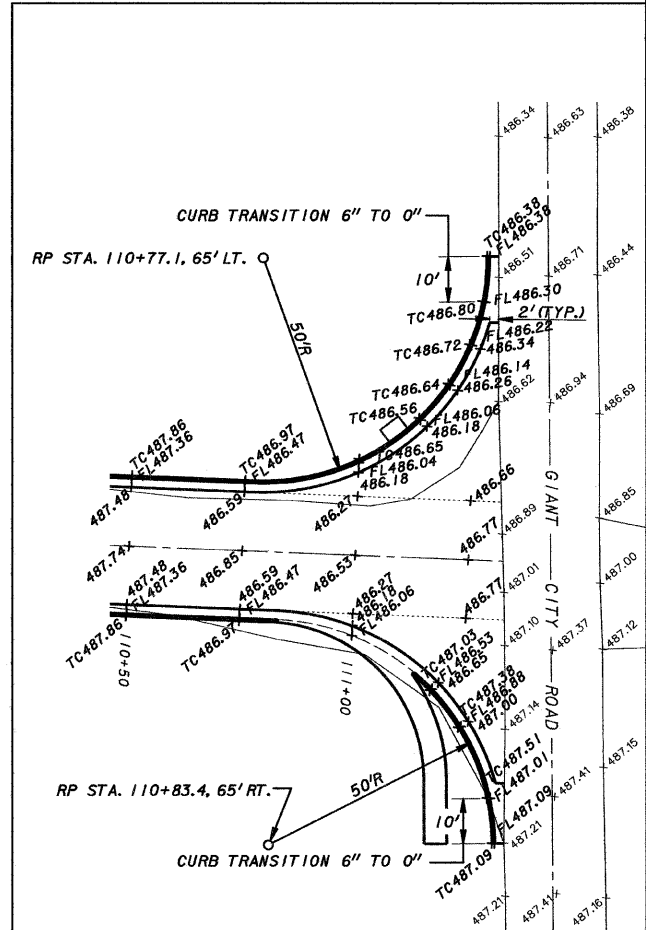 486.34
486.63
486.38
CURB TRANSITION 6" TO 0"
TC486.38
FL486.38
RP STA. 110+77.1, 65' LT.
486.51
486.71
486.44
10'
FL486.30
TC486.80
2' (TYP.)
FL486.22
50'R
TC486.72
486.34
FL486.14
TC486.64
486.26
486.62
486.94
486.69
TC486.56
FL486.06
486.18
TC487.86
FL487.36
TC486.97
FL486.47
TC486.65
FL486.04
486.18
487.48
486.59
486.27
486.66
486.85
486.89
486.77
487.74
486.85
486.53
487.00
487.48
FL487.36
486.59
FL486.47
486.27
486.18
FL486.06
487.01
486.77
TC487.86
TC486.97
487.10
487.37
487.12
TC487.03
FL486.53
486.65
110+50
111+00
TC487.38
FL486.88
487.00
487.14
GIANT CITY ROAD
TC487.51
FL487.01
487.15
487.41
RP STA. 110+83.4, 65' RT.
50'R
10'
FL487.09
487.21
CURB TRANSITION 6" TO 0"
TC487.09
487.21
487.41
487.16